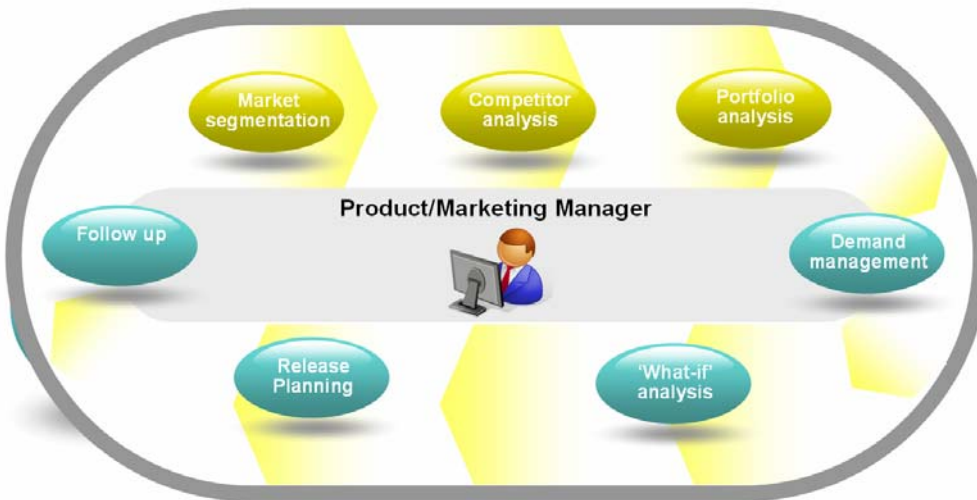 Market
segmentation
Competitor
analysis
Portfolio
analysis
Product/Marketing Manager
Follow up
Demand
management
Release
Planning
'What-if'
analysis